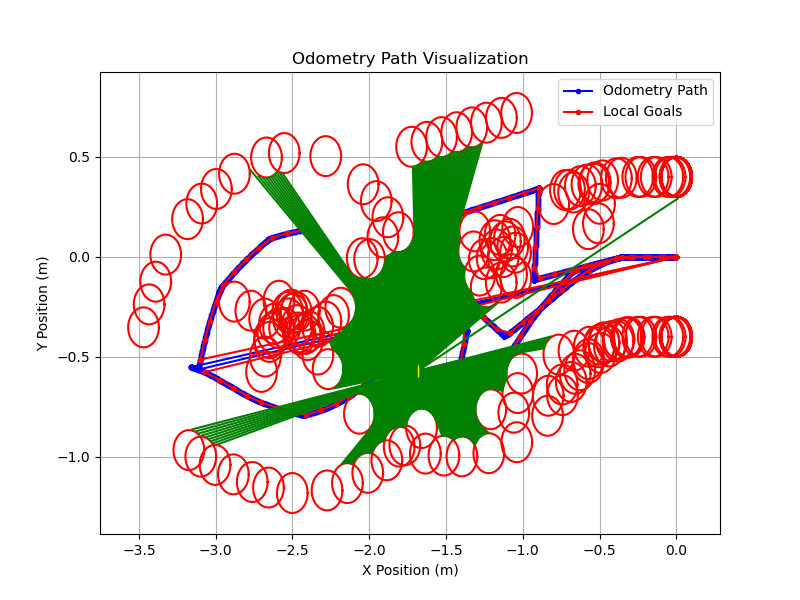 Odometry Path Visualization
Odometry Path
Local Goals
Y Position (m)
0.5
0.0
−0.5
−1.0
−3.5 −3.0 −2.5 −2.0 −1.5 −1.0 −0.5 0.0
X Position (m)